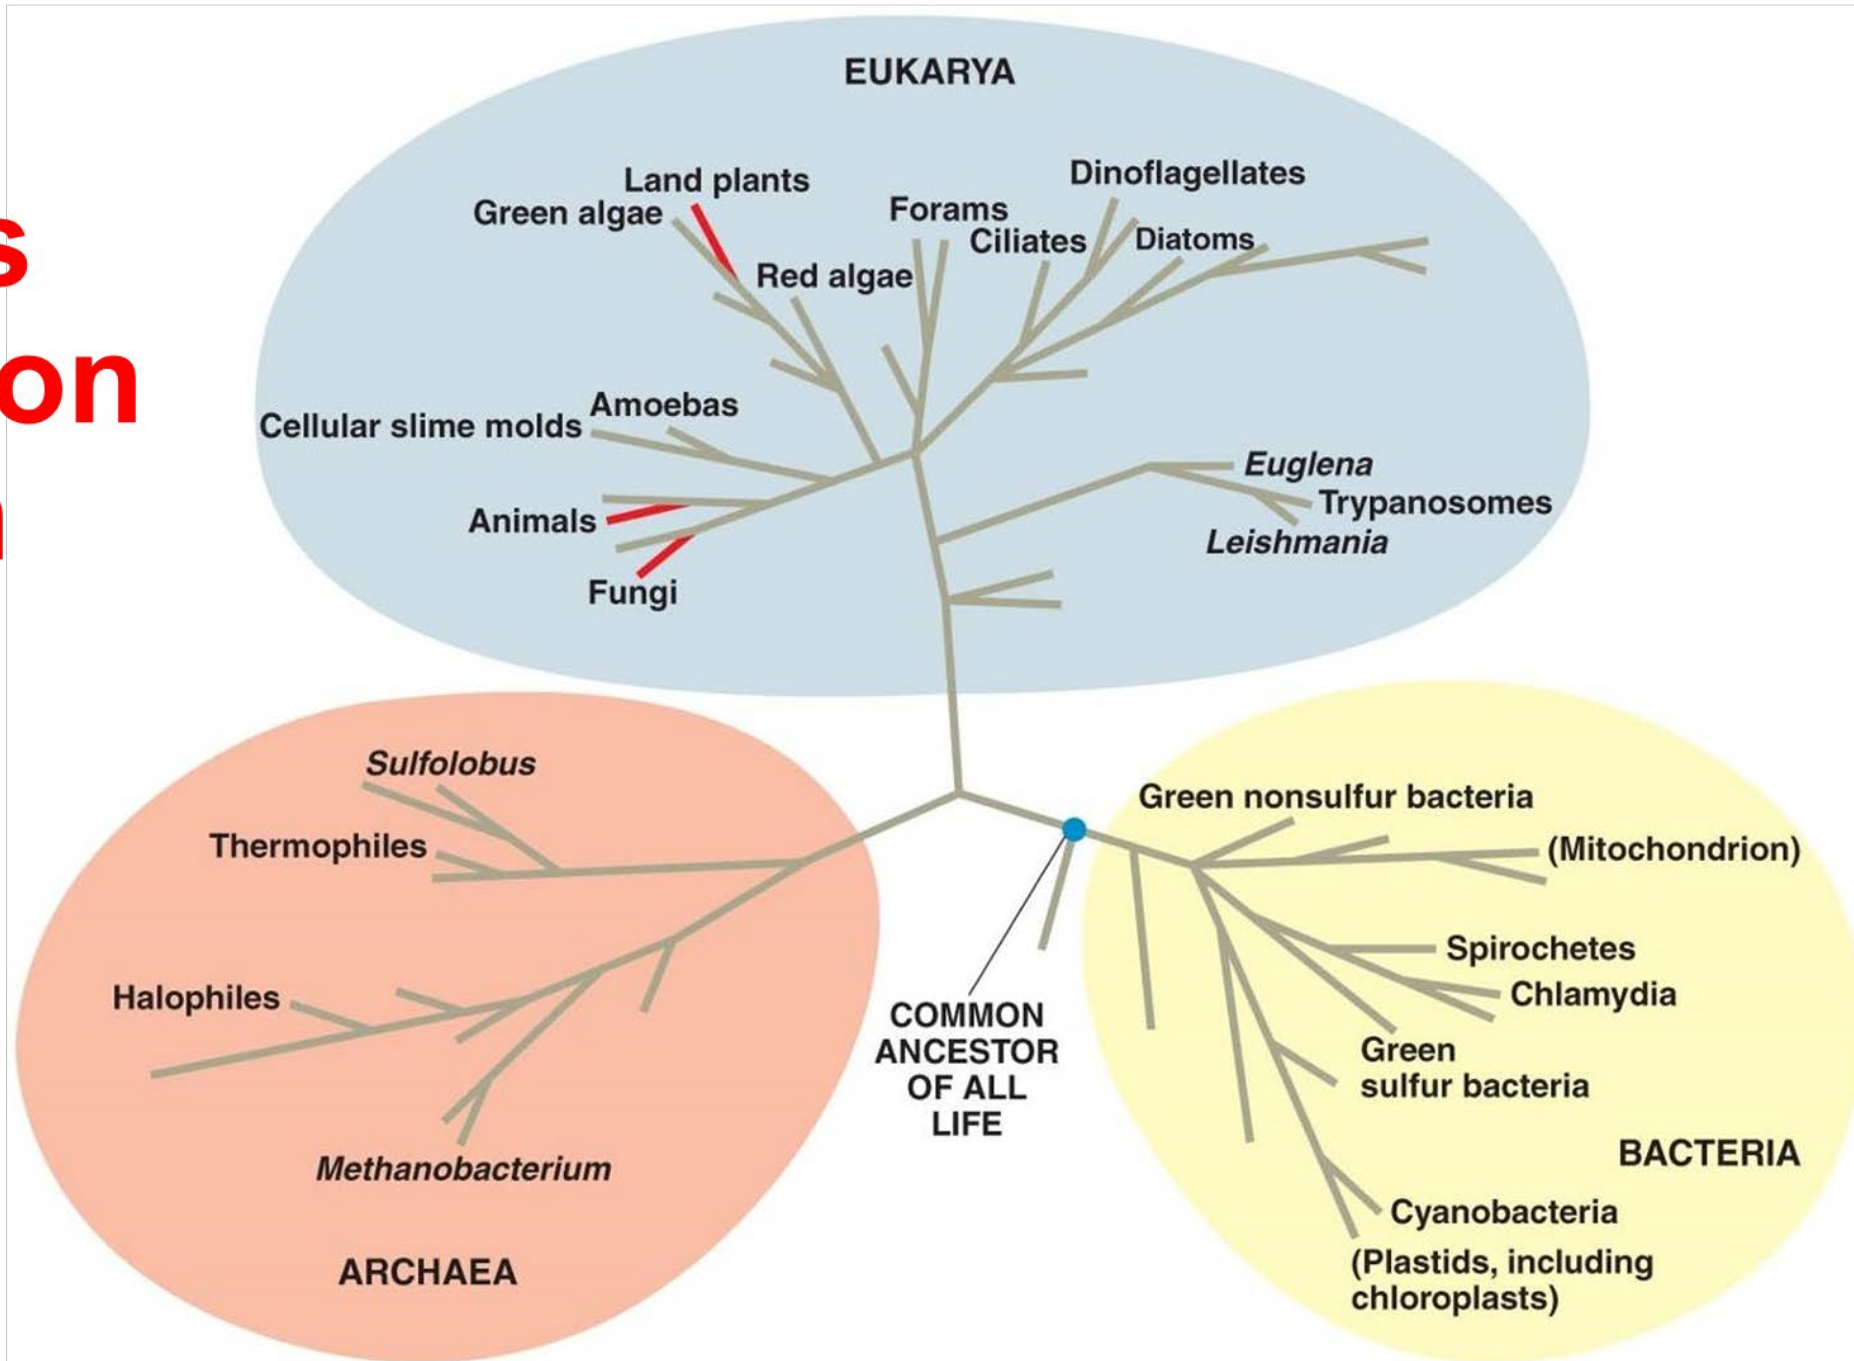 EUKARYA
Land plants
Green algae
Dinoflagellates
Forams
Ciliates
Diatoms
Red algae
Amoebas
Cellular slime molds
Animals
Fungi
Euglena
Trypanosomes
Leishmania
s
on
Sulfolobus
Thermophiles
Halophiles
Methanobacterium
ARCHAEA
COMMON
ANCESTOR
OF ALL
LIFE
Green nonsulfur bacteria
(Mitochondrion)
Spirochetes
Chlamydia
Green
sulfur bacteria
BACTERIA
Cyanobacteria
(Plastids, including
chloroplasts)